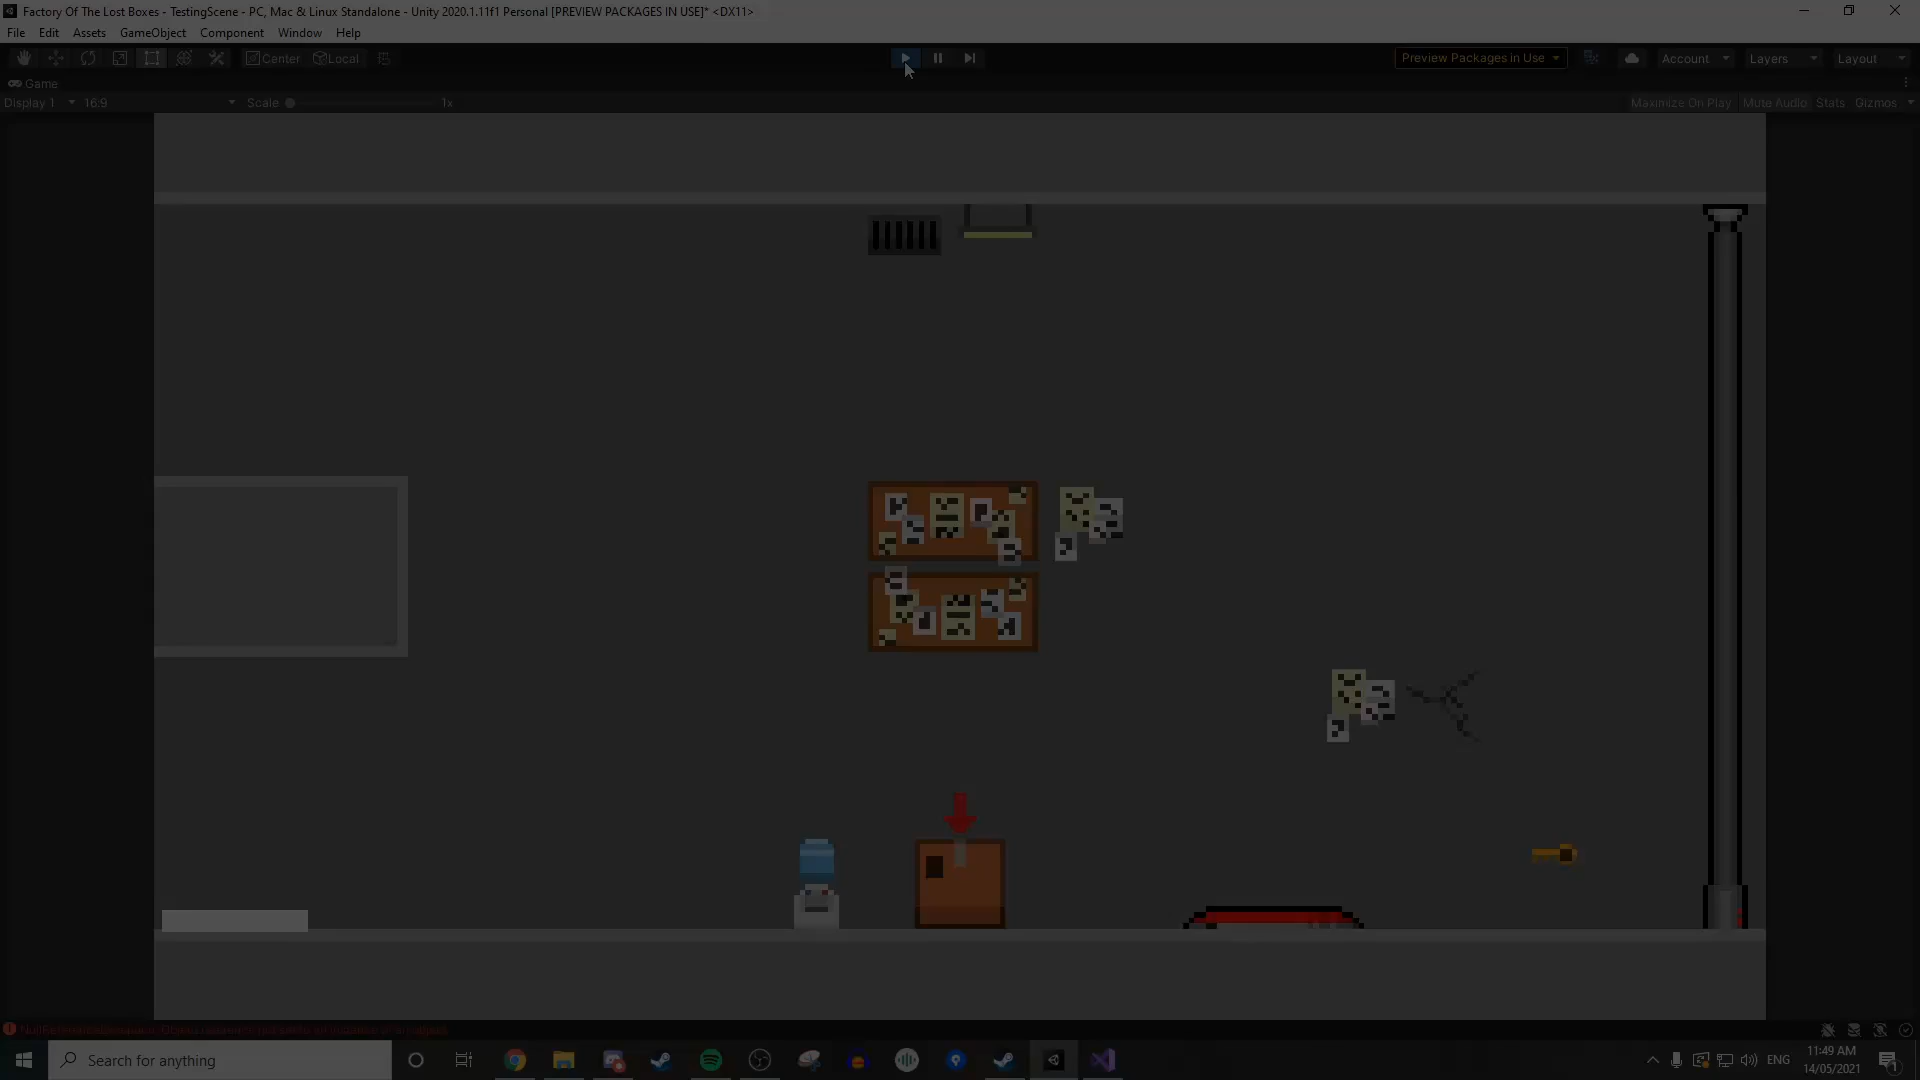 Factory Of The Lost Boxes - TestingScene - PC, Mac & Linux Standalone - Unity 2020.1.11f1 Personal [PREVIEW PACKAGES IN USE]* <DX11>
File Edit Assets GameObject Component Window Help
Center Local Preview Packages in Use Account Layers Layout
Game
Display 1 16:9 Scale 1x Maximize On Play Mute Audio Stats Gizmos
Search for anything
ENG
11:49 AM
14/05/2021